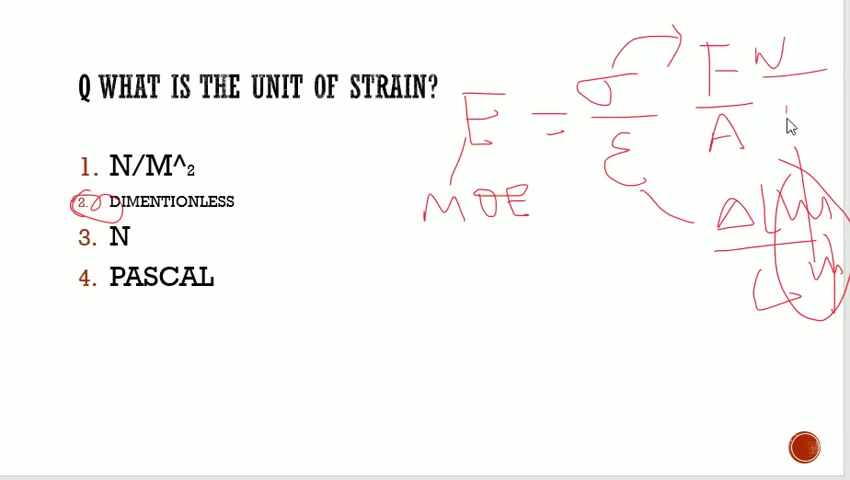 Q WHAT IS THE UNIT OF STRAIN?
1. N/M^2
2. DIMENTIONLESS
3. N
4. PASCAL
E = σ/ε
F/A N
MOE
ΔL/L